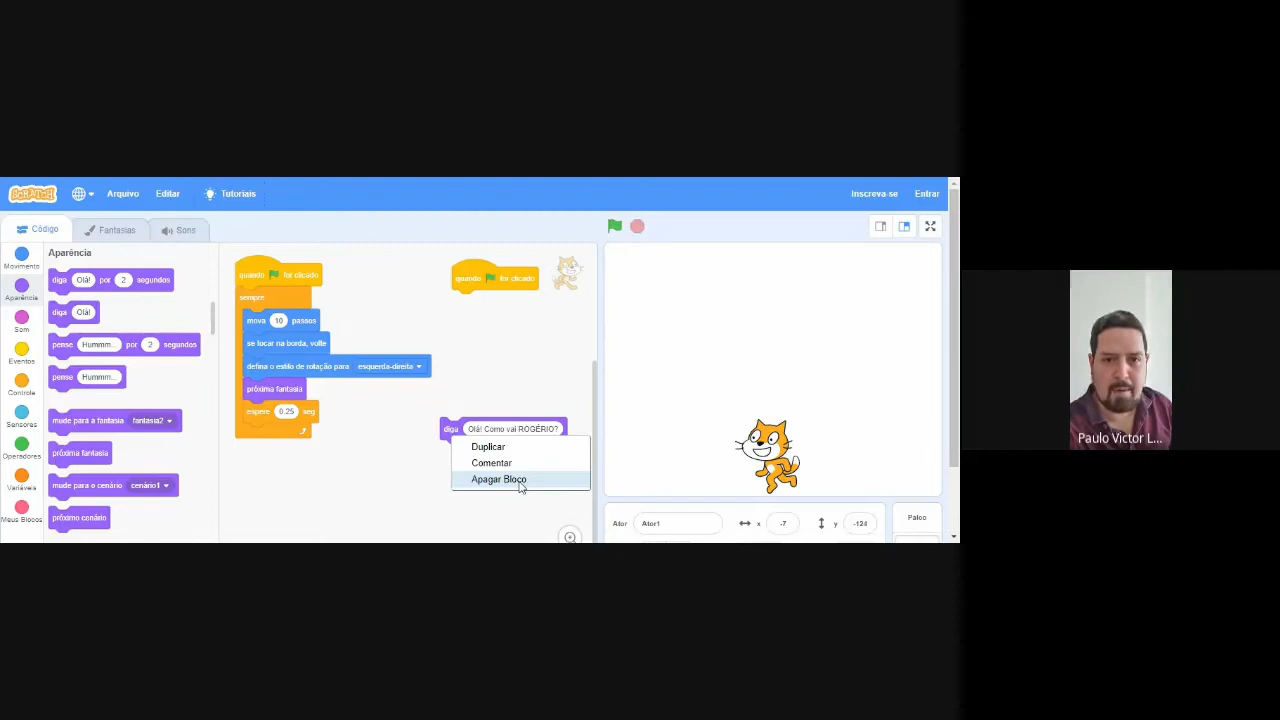 SCRATCH
Arquivo
Editar
Tutoriais
Inscreva-se
Entrar
Código
Fantasias
Sons
Movimento
Aparência
Som
Eventos
Controle
Sensores
Operadores
Variáveis
Meus Blocos
Aparência
diga Olá! por 2 segundos
diga Olá!
pense Hummm... por 2 segundos
pense Hummm...
mude para a fantasia fantasia2
próxima fantasia
mude para o cenário cenário1
próximo cenário
quando for clicado
sempre
mova 10 passos
se tocar na borda, volte
defina o estilo de rotação para esquerda-direita
próxima fantasia
espere 0.25 seg
quando for clicado
diga Olá! Como vai ROGÉRIO?
Duplicar
Comentar
Apagar Bloco
Ator Ator1 x -7 y -124
Palco
Paulo Victor L...